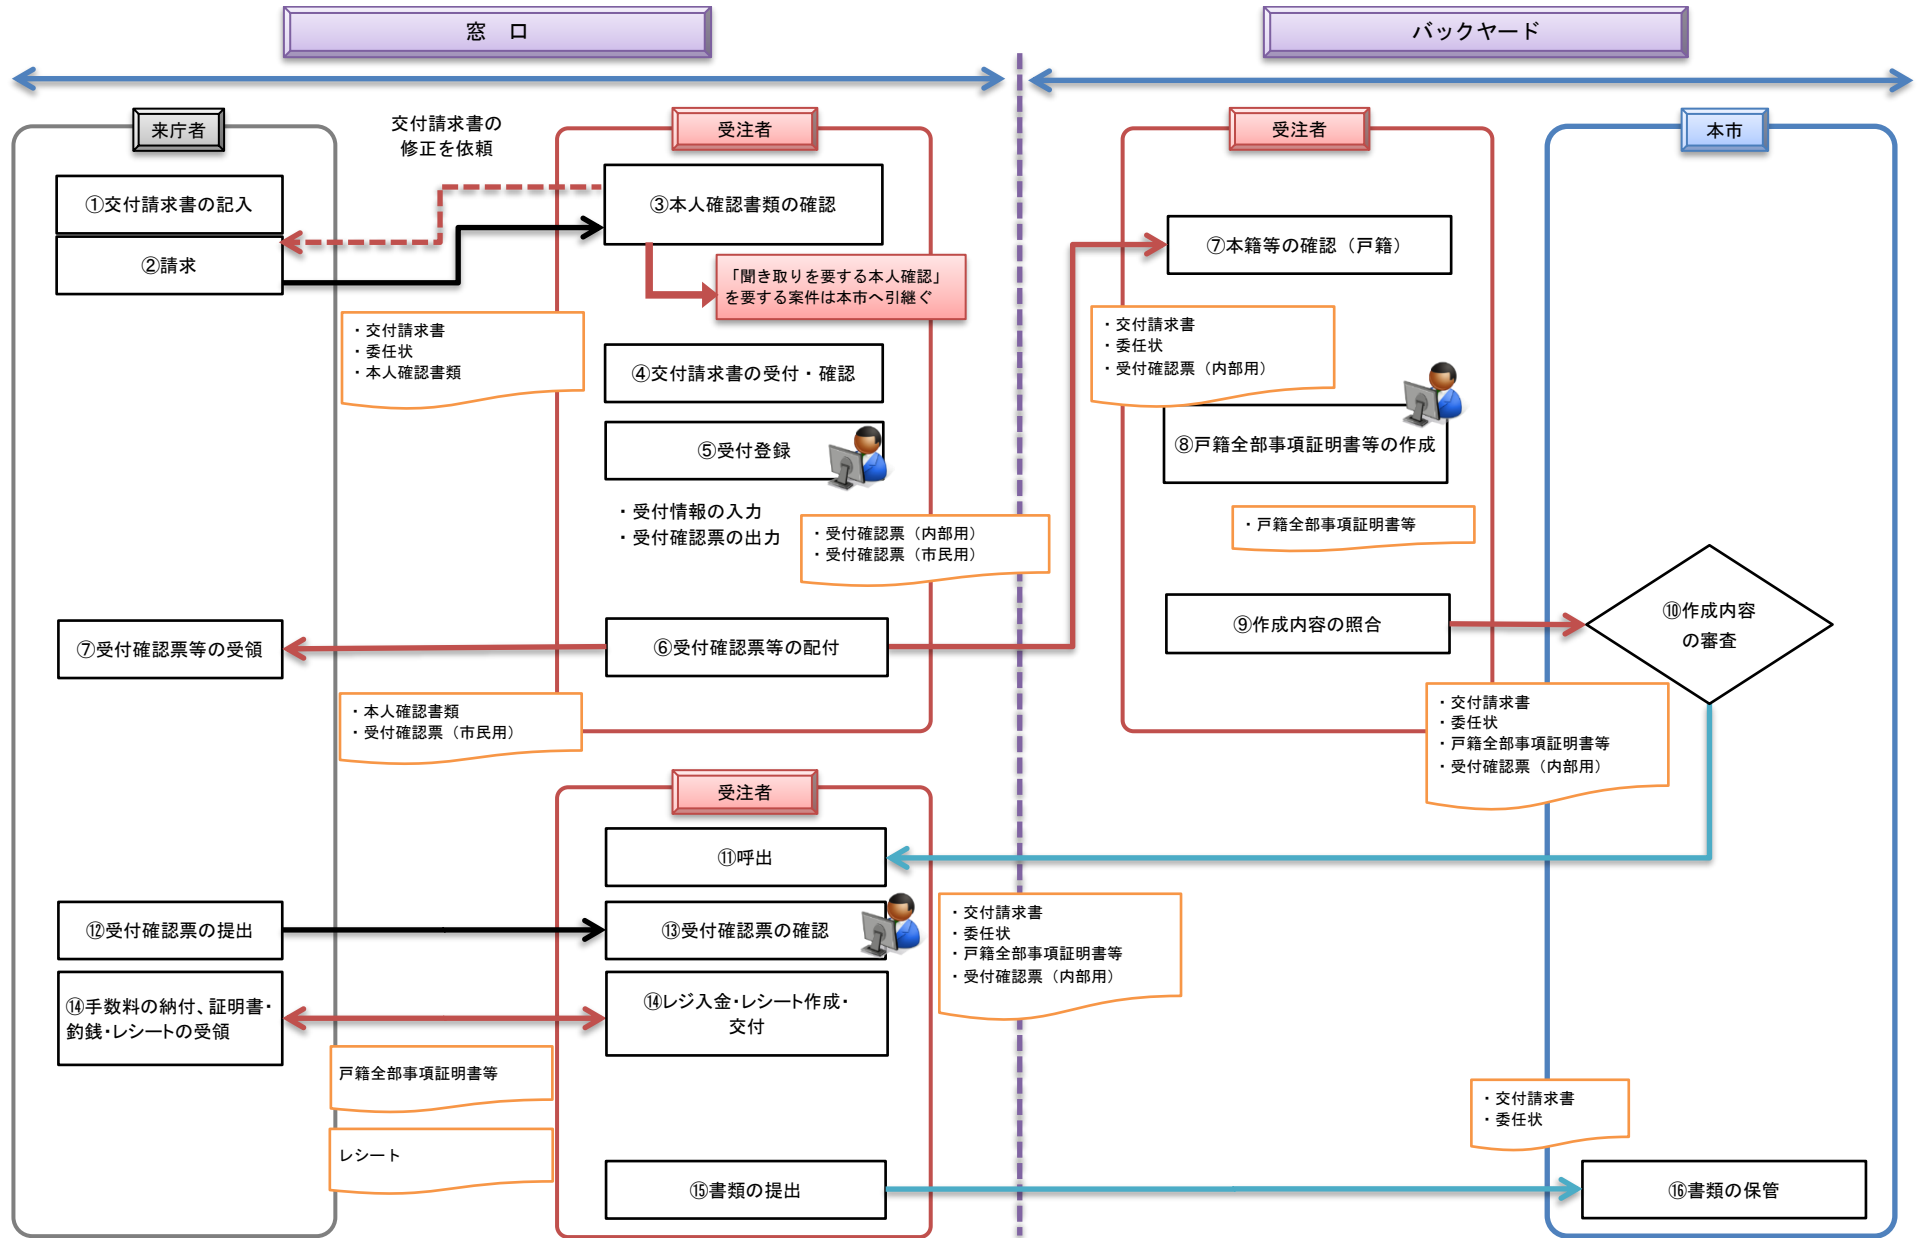 窓　口
バックヤード
来庁者
交付請求書の
修正を依頼
受注者
受注者
本市
①交付請求書の記入
②請求
③本人確認書類の確認
「聞き取りを要する本人確認」
を要する案件は本市へ引継ぐ
・交付請求書
・委任状
・本人確認書類
④交付請求書の受付・確認
⑤受付登録
・受付情報の入力
・受付確認票の出力
・受付確認票（内部用）
・受付確認票（市民用）
⑥受付確認票等の配付
⑦受付確認票等の受領
・本人確認書類
・受付確認票（市民用）
⑦本籍等の確認（戸籍）
・交付請求書
・委任状
・受付確認票（内部用）
⑧戸籍全部事項証明書等の作成
・戸籍全部事項証明書等
⑨作成内容の照合
⑩作成内容
の審査
・交付請求書
・委任状
・戸籍全部事項証明書等
・受付確認票（内部用）
受注者
⑪呼出
⑫受付確認票の提出
⑬受付確認票の確認
・交付請求書
・委任状
・戸籍全部事項証明書等
・受付確認票（内部用）
⑭手数料の納付、証明書・
釣銭・レシートの受領
⑭レジ入金・レシート作成・
交付
戸籍全部事項証明書等
レシート
・交付請求書
・委任状
⑮書類の提出
⑯書類の保管